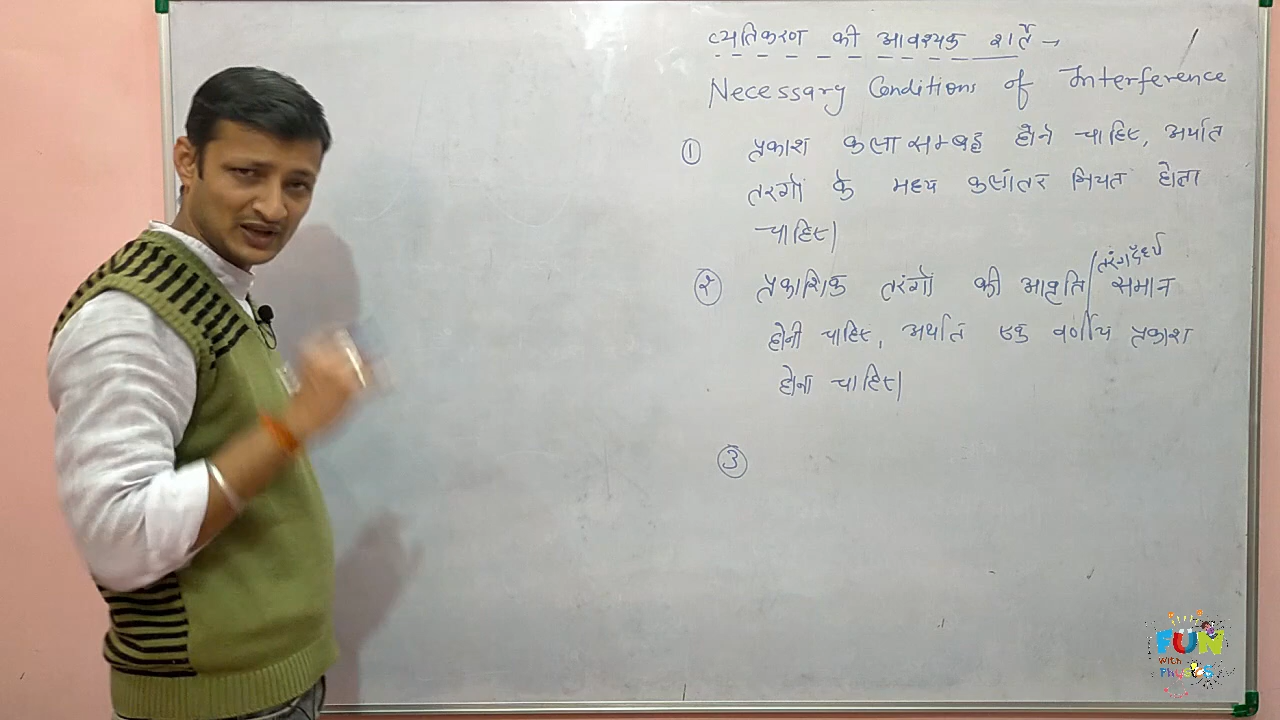 व्यतिकरण की आवश्यक शर्तें →
Necessary Conditions of Interference
① प्रकाश कला सम्बद्ध होने चाहिए, अर्थात
तरंगों के मध्य कलांतर नियत होना
चाहिए।
② प्रकाशिक तरंगों की आवृत्ति/तरंगदैर्ध्य समान
होनी चाहिए, अर्थात एक वर्णीय प्रकाश
होना चाहिए।
③
FUN
With
Physics